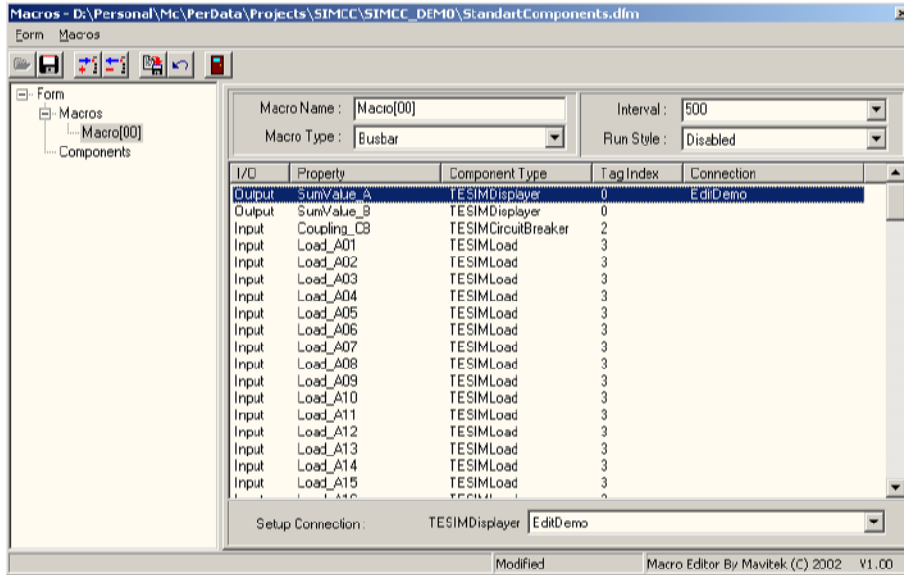 Macros - D:\Personal\Mc\PerData\Projects\SIMCC\SIMCC_DEMO\StandartComponents.dfm
Form Macros
Form
Macros
Macro[00]
Components
Macro Name : Macro[00]
Macro Type : Busbar
Interval : 500
Run Style : Disabled
I/O Property Component Type Tag Index Connection
Output SumValue_A TESIMDisplayer 0 EditDemo
Output SumValue_B TESIMDisplayer 0
Input Coupling_CB TESIMCircuitBreaker 2
Input Load_A01 TESIMLoad 3
Input Load_A02 TESIMLoad 3
Input Load_A03 TESIMLoad 3
Input Load_A04 TESIMLoad 3
Input Load_A05 TESIMLoad 3
Input Load_A06 TESIMLoad 3
Input Load_A07 TESIMLoad 3
Input Load_A08 TESIMLoad 3
Input Load_A09 TESIMLoad 3
Input Load_A10 TESIMLoad 3
Input Load_A11 TESIMLoad 3
Input Load_A12 TESIMLoad 3
Input Load_A13 TESIMLoad 3
Input Load_A14 TESIMLoad 3
Input Load_A15 TESIMLoad 3
Setup Connection : TESIMDisplayer EditDemo
Modified Macro Editor By Mavitek (C) 2002 V1.00